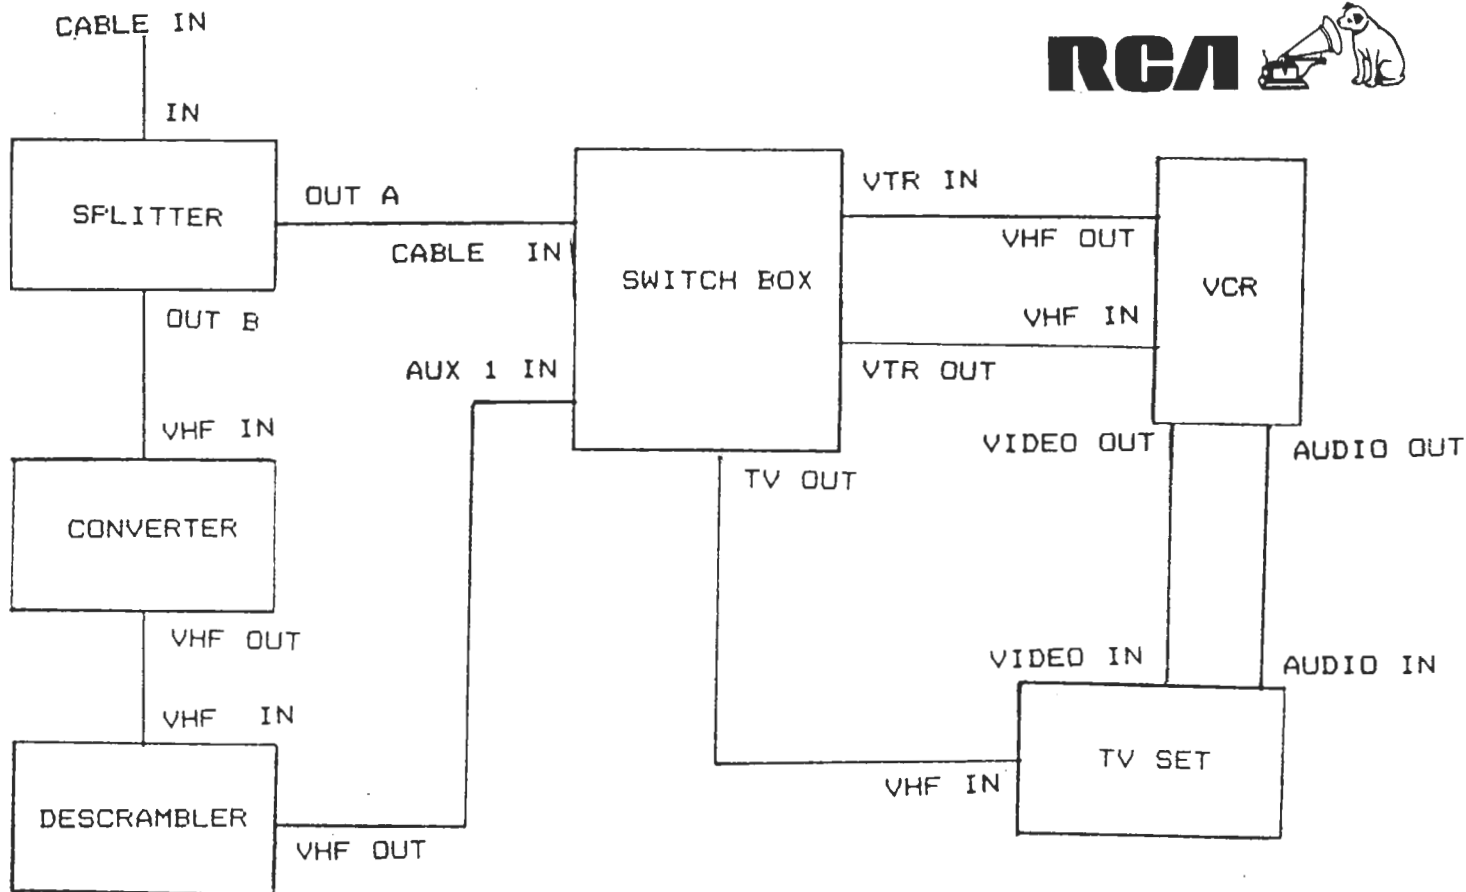 CABLE IN
RCA
IN
SPLITTER
OUT A
CABLE IN
OUT B
SWITCH BOX
AUX 1 IN
VTR IN
VHF OUT
VCR
VHF IN
VTR OUT
VHF IN
CONVERTER
VHF OUT
TV OUT
VIDEO OUT
AUDIO OUT
VIDEO IN
AUDIO IN
VHF IN
DESCRAMBLER
VHF OUT
VHF IN
TV SET